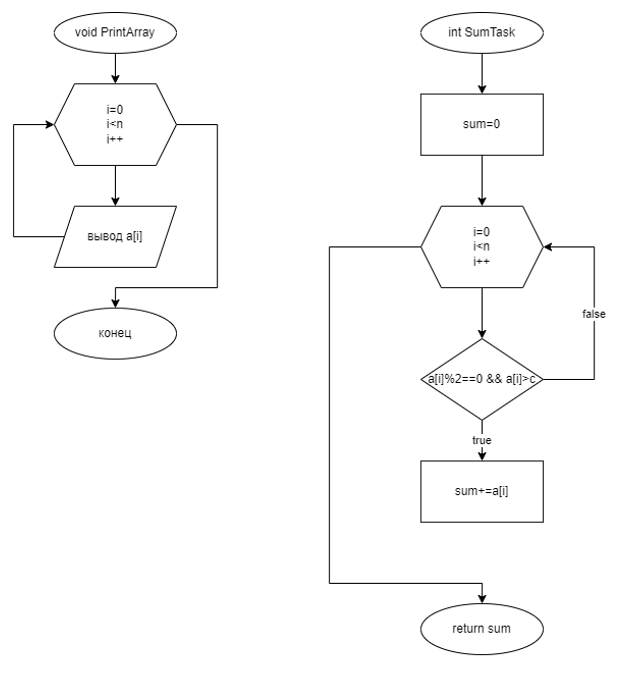 void PrintArray
i=0
i<n
i++
вывод a[i]
конец
int SumTask
sum=0
i=0
i<n
i++
false
a[i]%2==0 && a[i]>c
true
sum+=a[i]
return sum